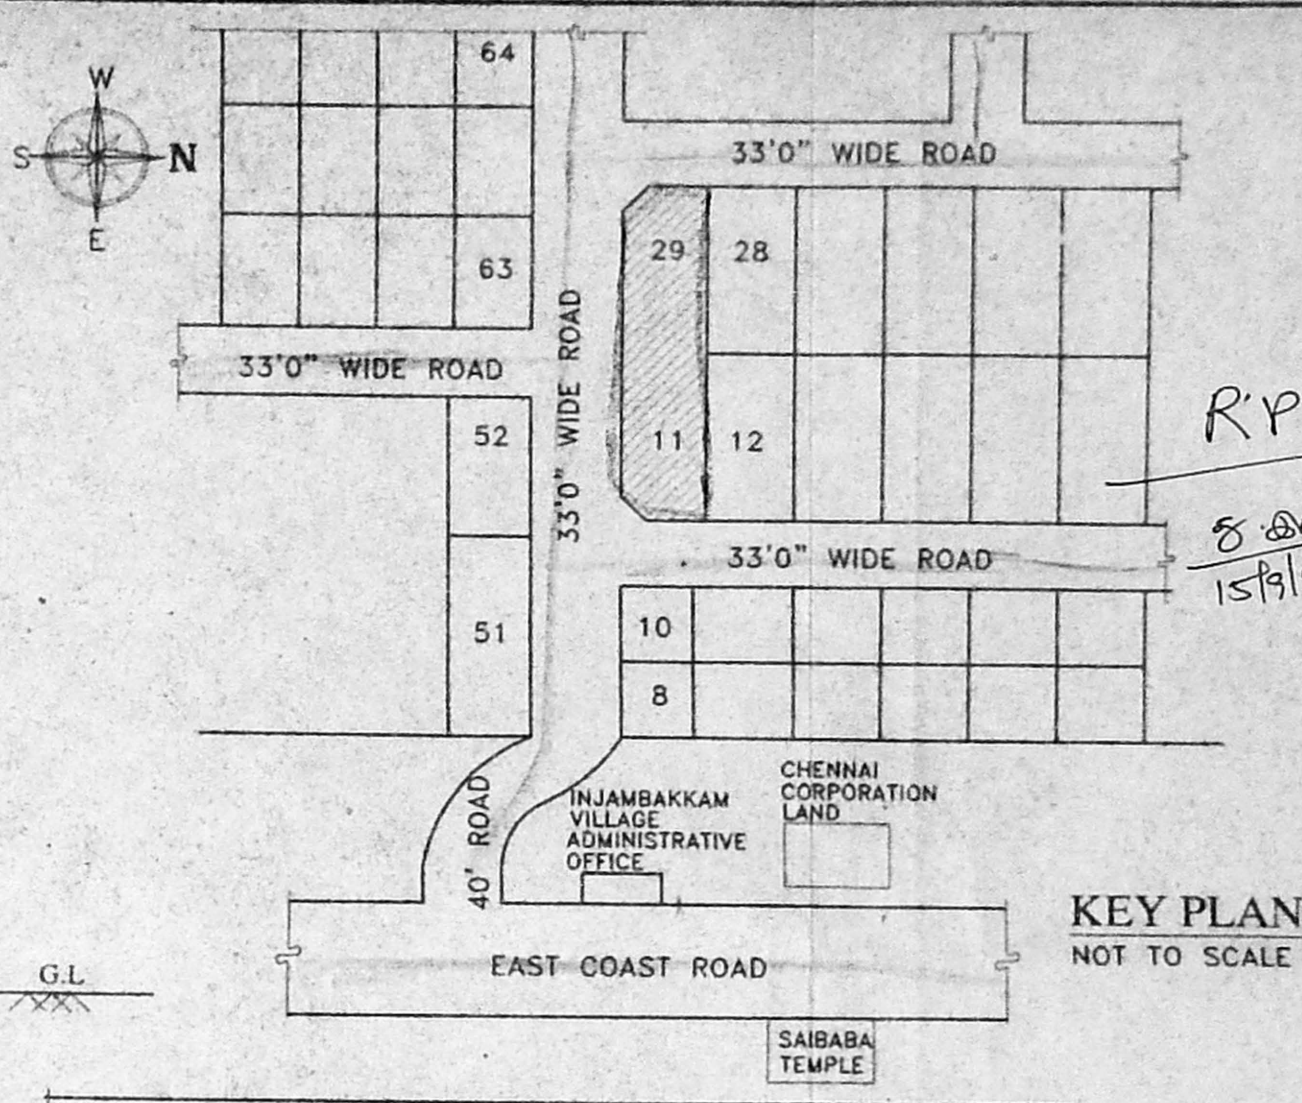 64
W
S
N
E
33'0" WIDE ROAD
29
28
63
33'0" WIDE ROAD
33'0" WIDE ROAD
52
11
12
R.P
15/9/
33'0" WIDE ROAD
51
10
8
40' ROAD
INJAMBAKKAM
VILLAGE
ADMINISTRATIVE
OFFICE
CHENNAI
CORPORATION
LAND
KEY PLAN
NOT TO SCALE
EAST COAST ROAD
G.L
SAIBABA
TEMPLE